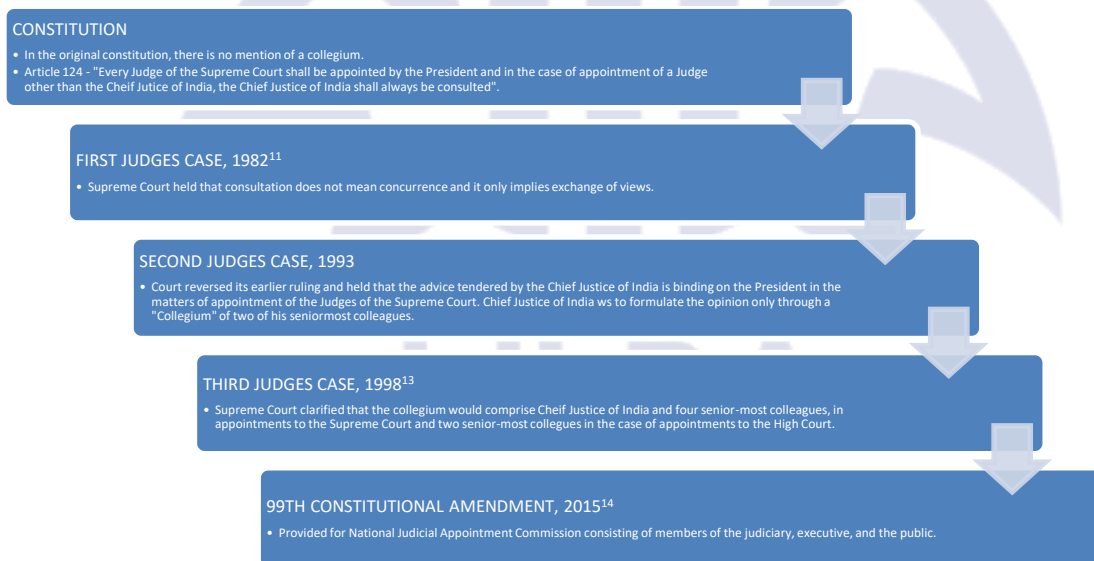 CONSTITUTION
• In the original constitution, there is no mention of a collegium.
• Article 124 - "Every Judge of the Supreme Court shall be appointed by the President and in the case of appointment of a Judge
other than the Cheif Jutice of India, the Chief Justice of India shall always be consulted".
FIRST JUDGES CASE, 1982¹¹
• Supreme Court held that consultation does not mean concurrence and it only implies exchange of views.
SECOND JUDGES CASE, 1993
• Court reversed its earlier ruling and held that the advice tendered by the Chief Justice of India is binding on the President in the
matters of appointment of the Judges of the Supreme Court. Chief Justice of India ws to formulate the opinion only through a
"Collegium" of two of his seniormost colleagues.
THIRD JUDGES CASE, 1998¹³
• Supreme Court clarified that the collegium would comprise Cheif Justice of India and four senior-most colleagues, in
appointments to the Supreme Court and two senior-most collegues in the case of appointments to the High Court.
99TH CONSTITUTIONAL AMENDMENT, 2015¹⁴
• Provided for National Judicial Appointment Commission consisting of members of the judiciary, executive, and the public.